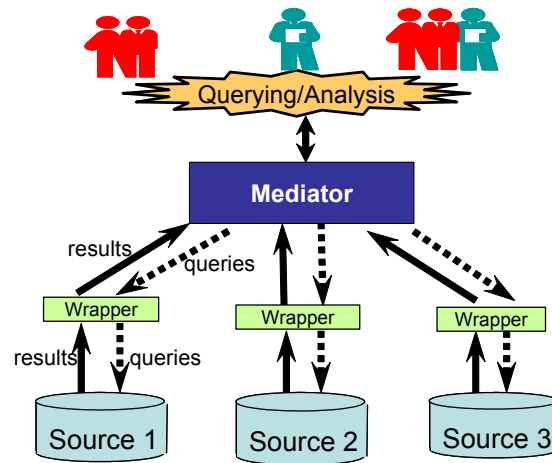 Querying/Analysis
Mediator
results
queries
Wrapper
Wrapper
Wrapper
results
queries
Source 1
Source 2
Source 3